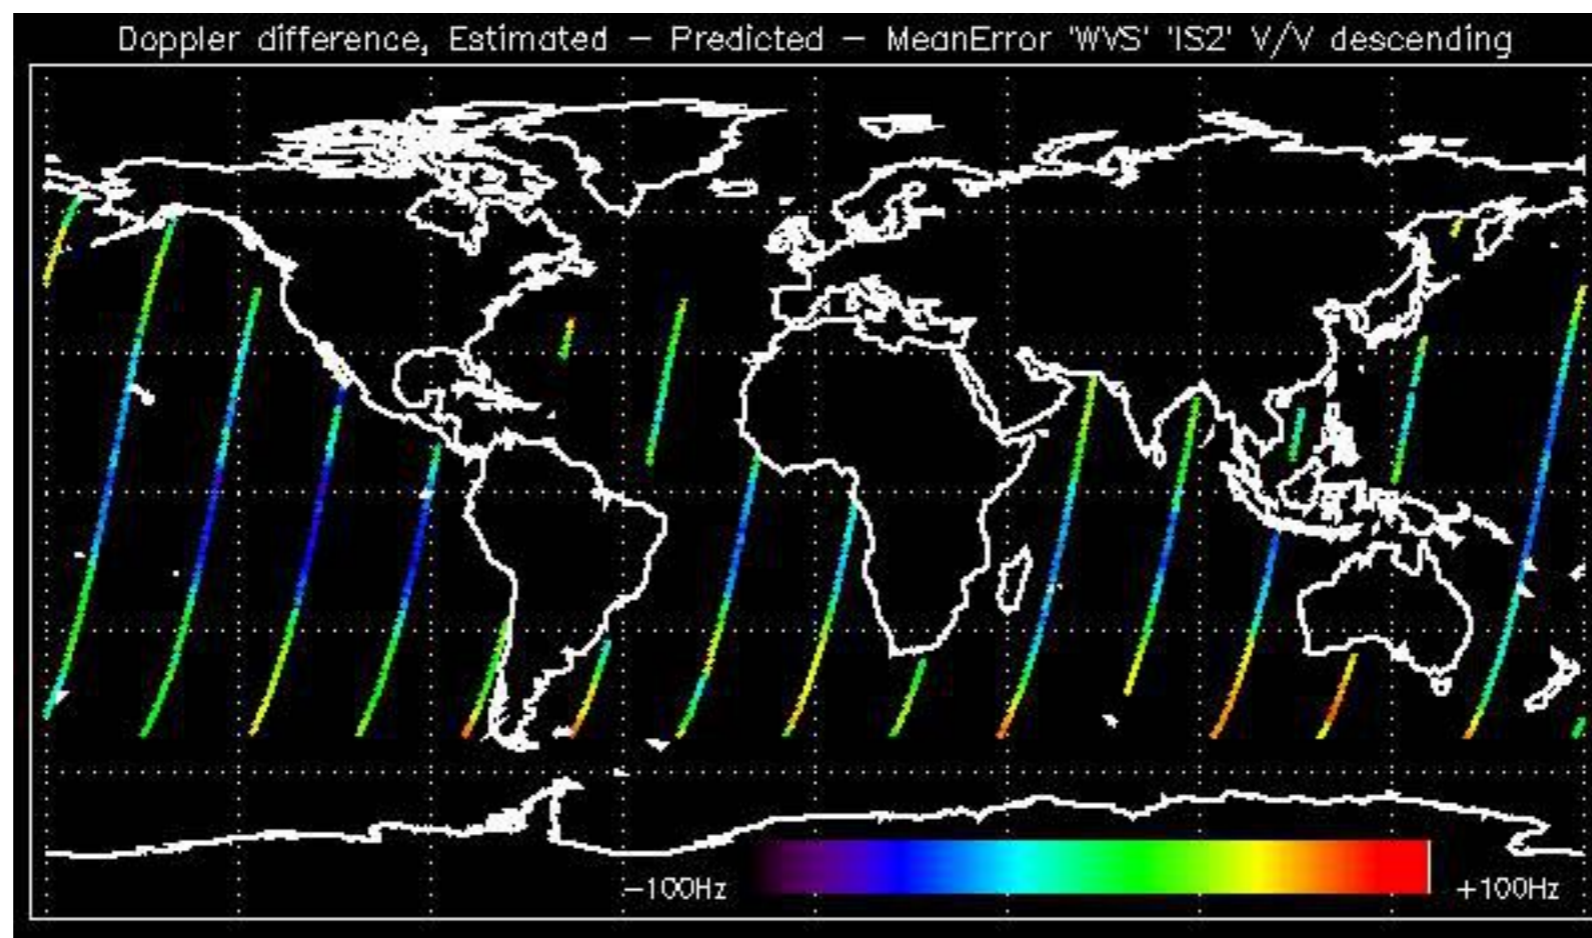 Doppler difference, Estimated – Predicted – MeanError 'WVS' 'IS2' V/V descending
–100Hz +100Hz